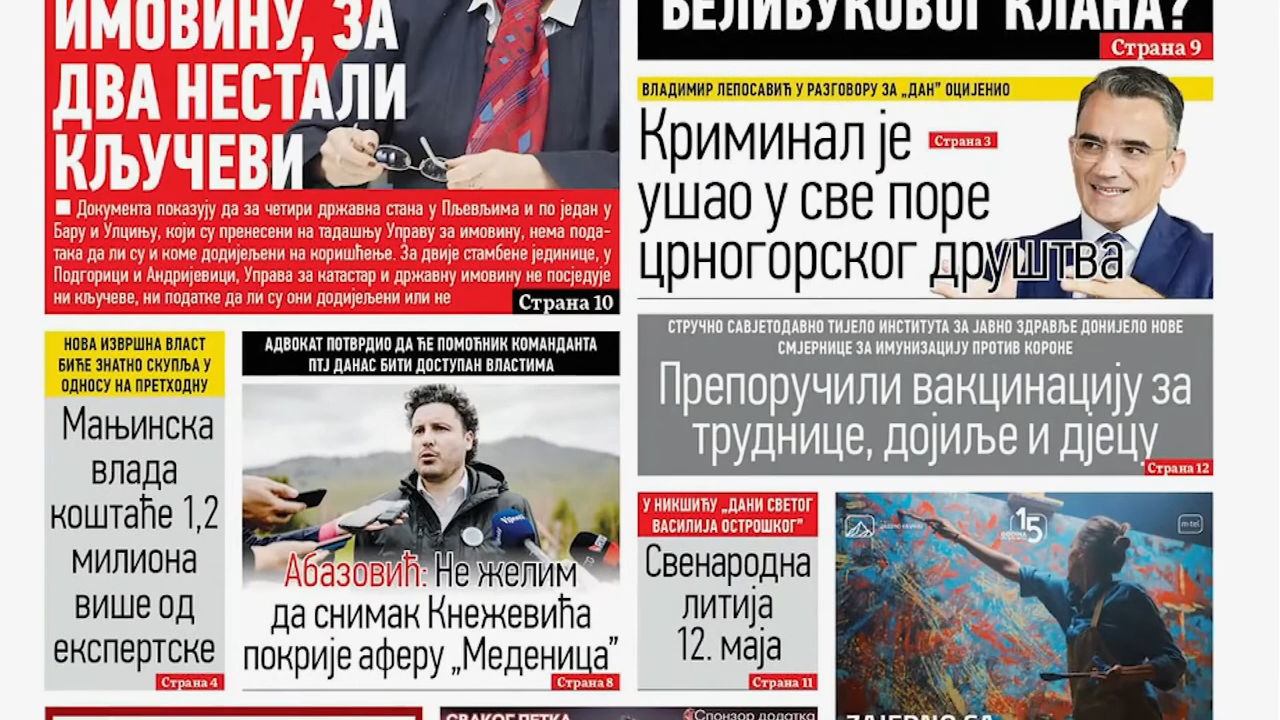 ИМОВИНУ, ЗА
ДВА НЕСТАЛИ
КЉУЧЕВИ
Документа показују да за четири државна стана у Пљевљима и по један у
Бару и Улцињу, који су пренесени на тадашњу Управу за имовину, нема пода-
така да ли су и коме додијељени на коришћење. За двије стамбене јединице, у
Подгорици и Андријевици, Управа за катастар и државну имовину не посједује
ни кључеве, ни податке да ли су они додијељени или не
Страна 10
БЕЛИВУКОВОГ КЛАНА?
Страна 9
ВЛАДИМИР ЛЕПОСАВИЋ У РАЗГОВОРУ ЗА „ДАН” ОЦИЈЕНИО
Криминал је
Страна 3
ушао у све поре
црногорског друштва
СТРУЧНО САВЈЕТОДАВНО ТИЈЕЛО ИНСТИТУТА ЗА ЈАВНО ЗДРАВЉЕ ДОНИЈЕЛО НОВЕ
СМЈЕРНИЦЕ ЗА ИМУНИЗАЦИЈУ ПРОТИВ КОРОНЕ
Препоручили вакцинацију за
труднице, дојиље и дјецу
Страна 12
НОВА ИЗВРШНА ВЛАСТ
БИЋЕ ЗНАТНО СКУПЉА У
ОДНОСУ НА ПРЕТХОДНУ
Мањинска
влада
коштаће 1,2
милиона
више од
експертске
Страна 4
АДВОКАТ ПОТВРДИО ДА ЋЕ ПОМОЋНИК КОМАНДАНТА
ПТЈ ДАНАС БИТИ ДОСТУПАН ВЛАСТИМА
Абазовић: Не желим
да снимак Кнежевића
покрије аферу „Меденица”
Страна 8
У НИКШИЋУ „ДАНИ СВЕТОГ
ВАСИЛИЈА ОСТРОШКОГ”
Свенародна
литија
12. маја
Страна 11
15
m:tel
ЗАЈЕДНО СА
СВАКОГ ПЕТКА
Спонзор додатка